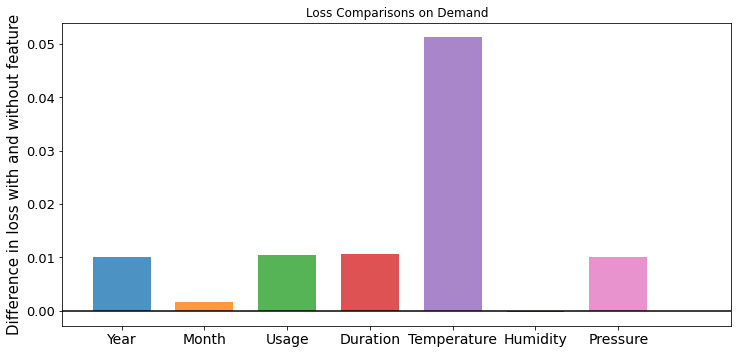 Loss Comparisons on Demand
Difference in loss with and without feature
0.05
0.04
0.03
0.02
0.01
0.00
Year Month Usage Duration Temperature Humidity Pressure